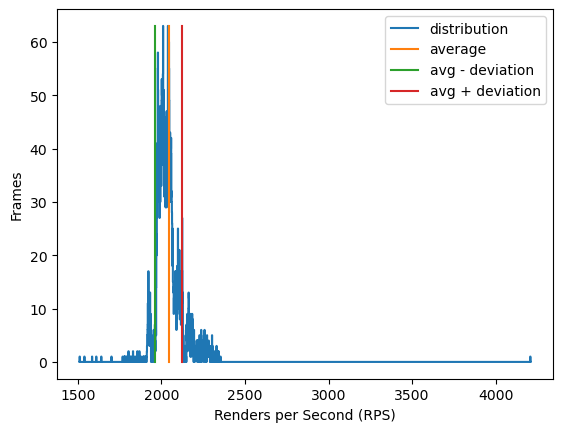 distribution
average
avg - deviation
avg + deviation
60
50
40
30
20
10
0
Frames
1500 2000 2500 3000 3500 4000
Renders per Second (RPS)